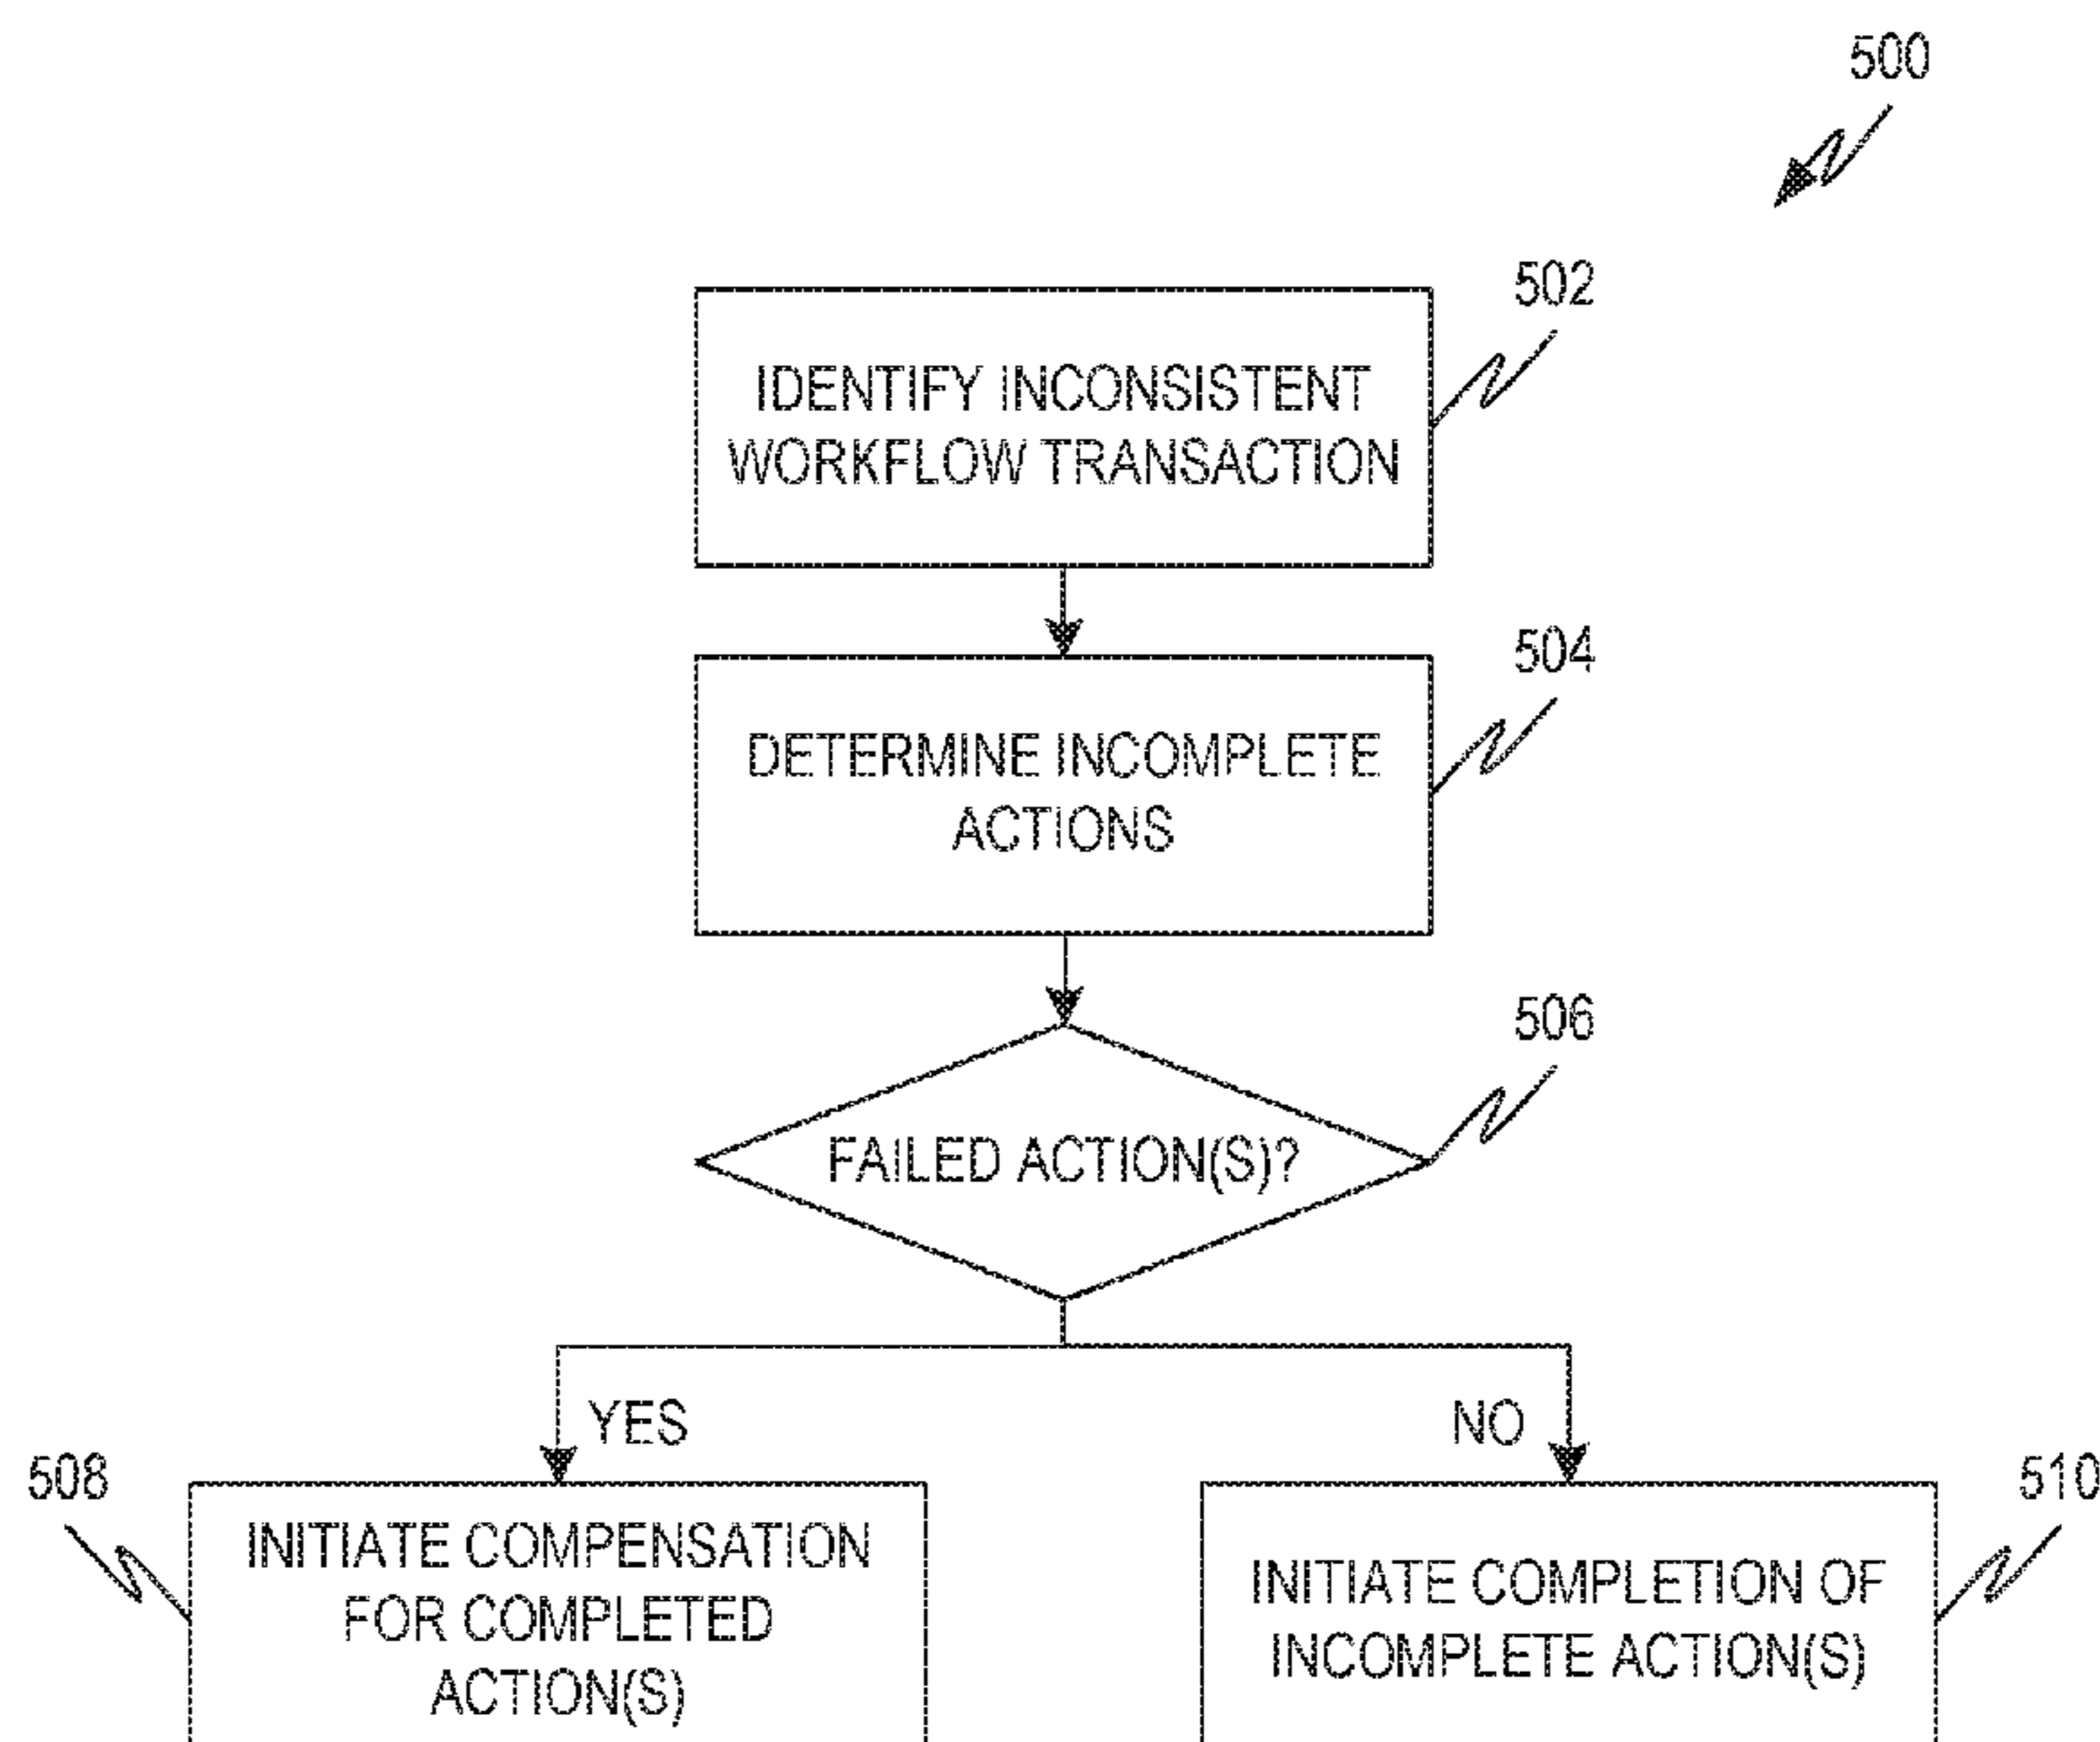 500
502
IDENTIFY INCONSISTENT
WORKFLOW TRANSACTION
504
DETERMINE INCOMPLETE
ACTIONS
506
FAILED ACTION(S)?
YES
NO
508
510
INITIATE COMPENSATION
FOR COMPLETED
ACTION(S)
INITIATE COMPLETION OF
INCOMPLETE ACTION(S)